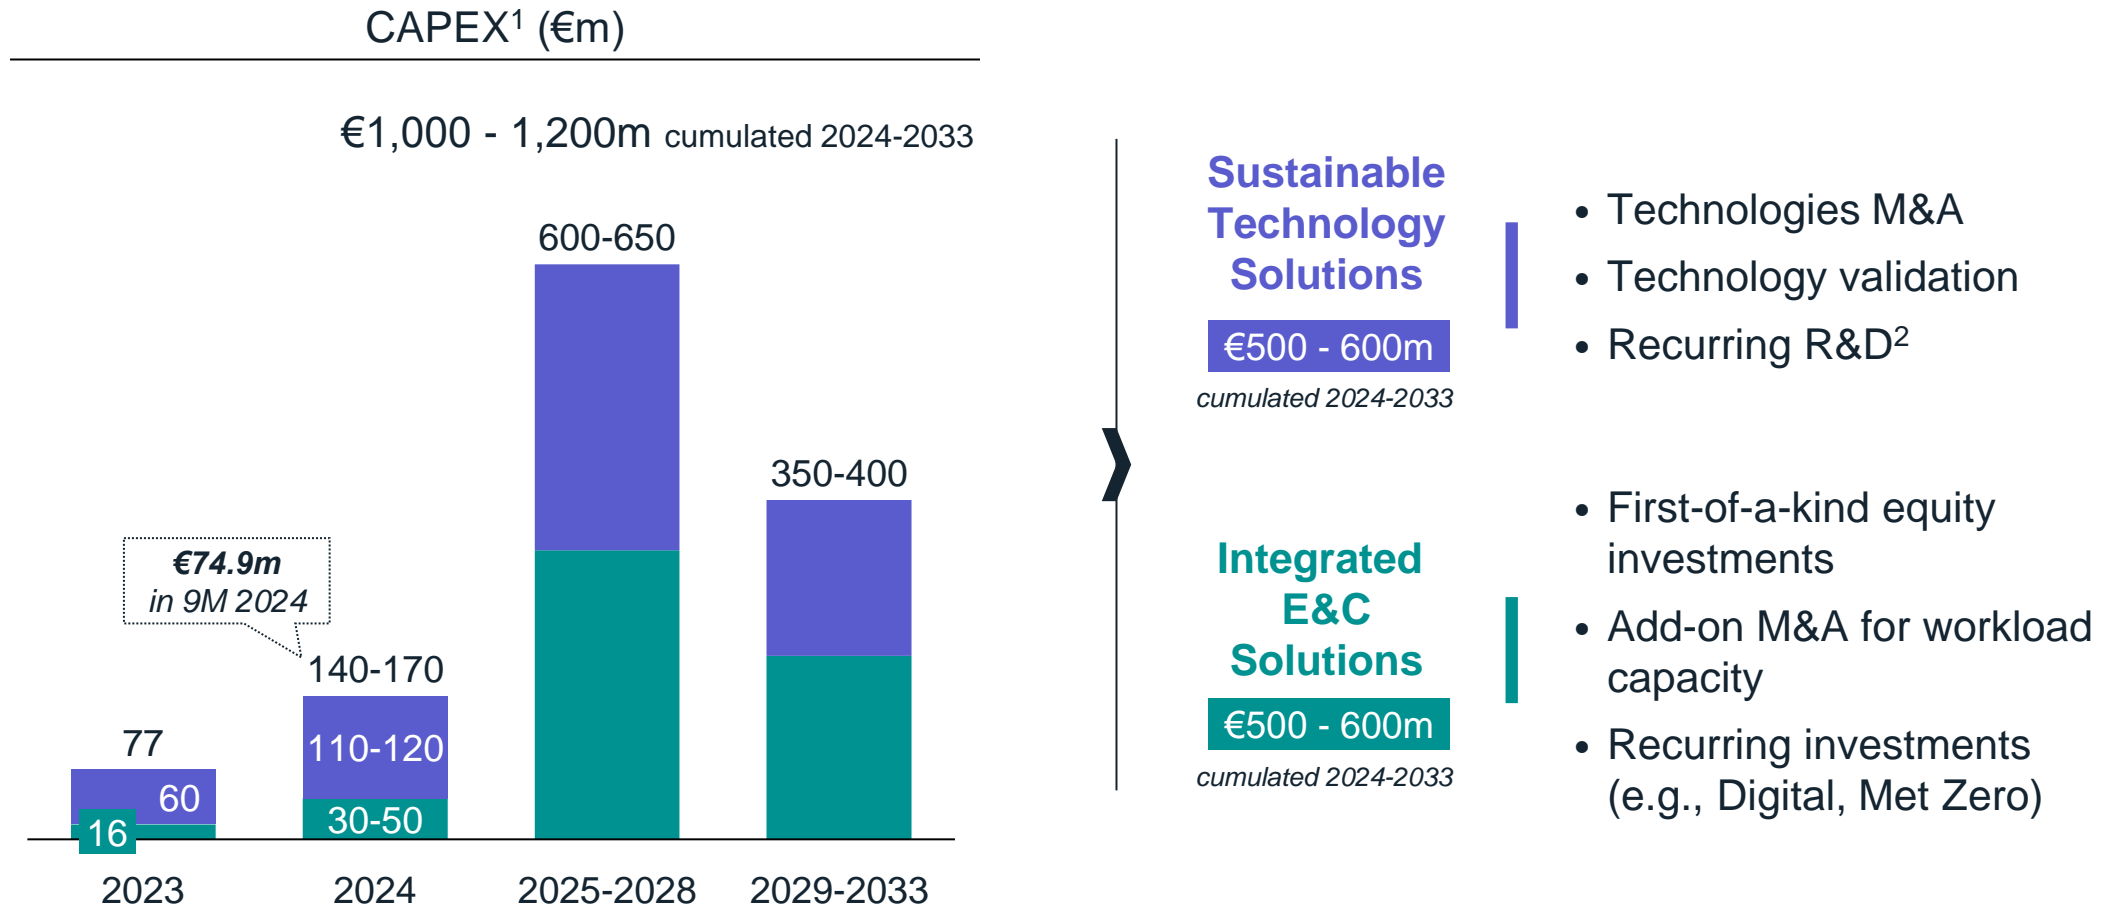 CAPEX¹ (€m)
€1,000 - 1,200m cumulated 2024-2033
600-650
350-400
€74.9m
in 9M 2024
140-170
110-120
30-50
77
60
16
2023
2024
2025-2028
2029-2033
Sustainable
Technology
Solutions
€500 - 600m
cumulated 2024-2033
• Technologies M&A
• Technology validation
• Recurring R&D²
Integrated
E&C
Solutions
€500 - 600m
cumulated 2024-2033
• First-of-a-kind equity
investments
• Add-on M&A for workload
capacity
• Recurring investments
(e.g., Digital, Met Zero)